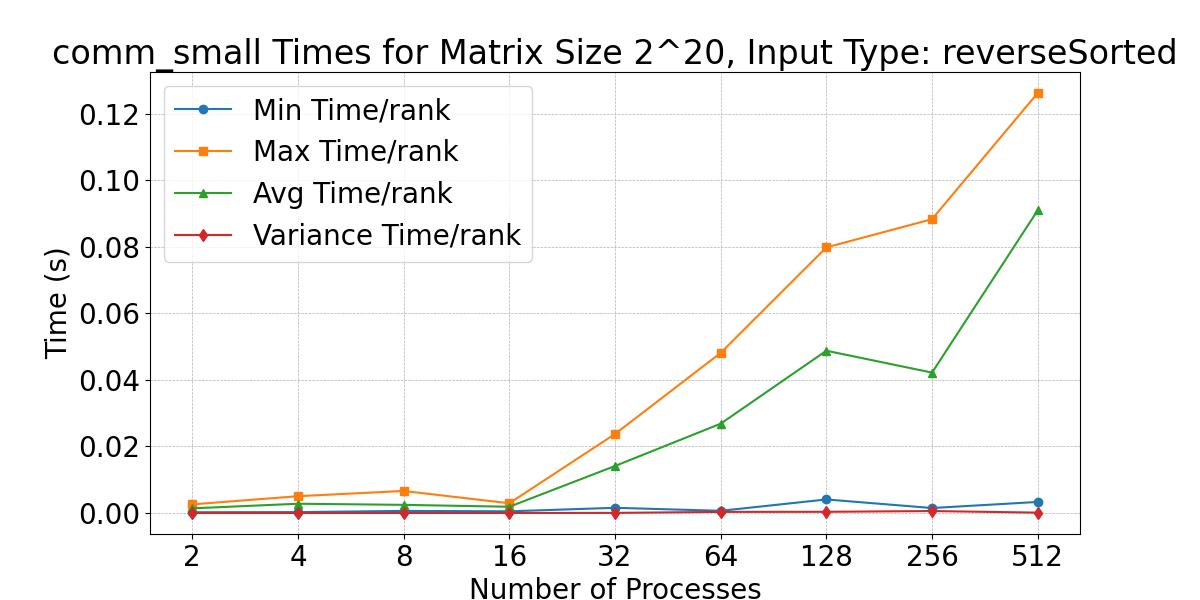 comm_small Times for Matrix Size 2^20, Input Type: reverseSorted
Min Time/rank
Max Time/rank
Avg Time/rank
Variance Time/rank
Time (s)
0.12
0.10
0.08
0.06
0.04
0.02
0.00
2 4 8 16 32 64 128 256 512
Number of Processes